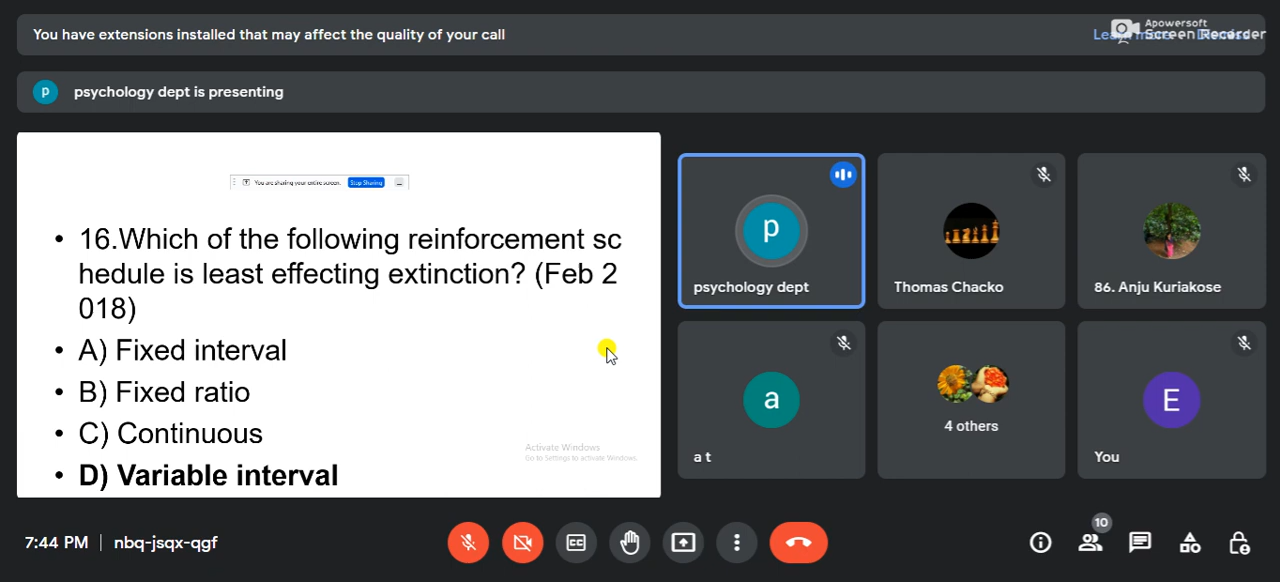 You have extensions installed that may affect the quality of your call
Apowersoft
Screen Recorder
p
psychology dept is presenting
You are sharing your entire screen.
Stop Sharing
• 16.Which of the following reinforcement sc
hedule is least effecting extinction? (Feb 2
018)
• A) Fixed interval
• B) Fixed ratio
• C) Continuous
• D) Variable interval
Activate Windows
Go to Settings to activate Windows.
P
psychology dept
Thomas Chacko
86. Anju Kuriakose
a
a t
4 others
E
You
7:44 PM | nbq-jsqx-qgf
CC
10